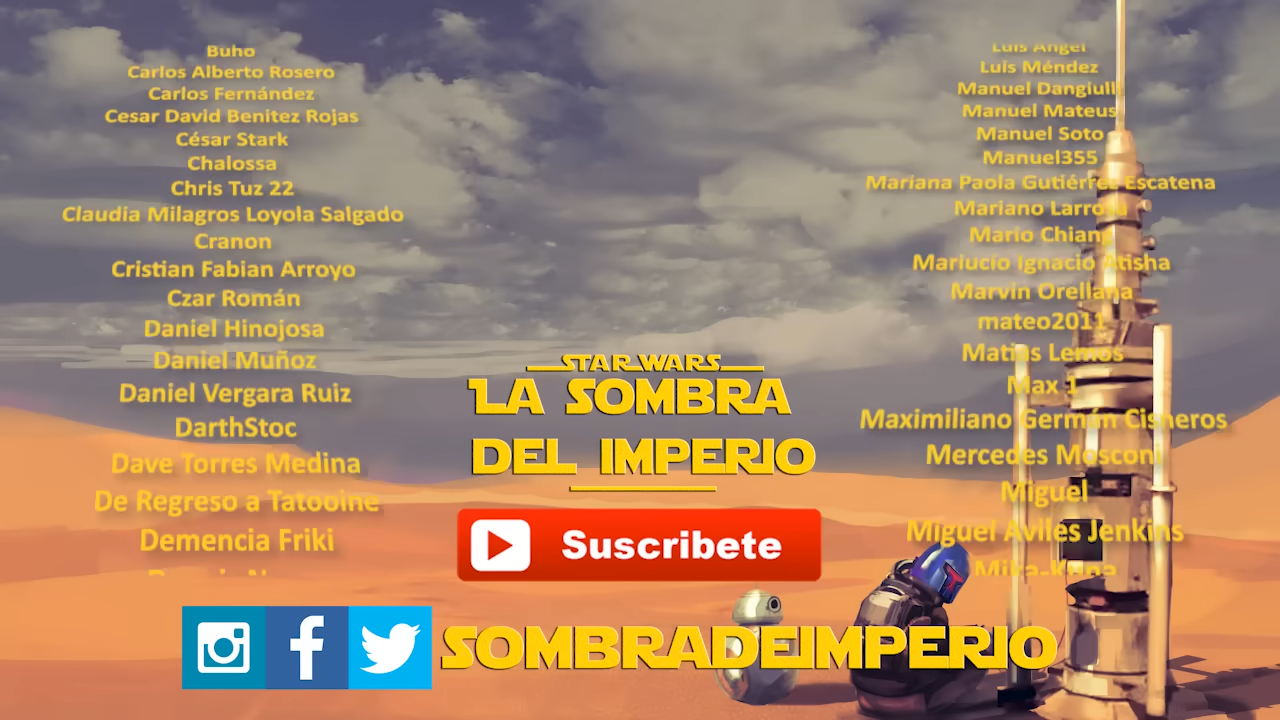 Buho
Carlos Alberto Rosero
Carlos Fernández
Cesar David Benitez Rojas
César Stark
Chalossa
Chris Tuz 22
Claudia Milagros Loyola Salgado
Cranon
Cristian Fabian Arroyo
Czar Román
Daniel Hinojosa
Daniel Muñoz
Daniel Vergara Ruiz
DarthStoc
Dave Torres Medina
De Regreso a Tatooine
Demencia Friki
Luis Angel
Luis Méndez
Manuel
Manuel Mateus
Manuel Soto
Manuel355
Mariana Paola Gutiérrez Escatena
Mariano
Mario Chiang
Mariucio Ignacio Atisha
Marvin Orellana
mateo2011
Matias Lemos
Max 1
Maximiliano Germán Cisneros
Mercedes Mosconi
Miguel
Miguel Aviles Jenkins
STAR WARS
LA SOMBRA
DEL IMPERIO
Suscribete
SOMBRADEIMPERIO